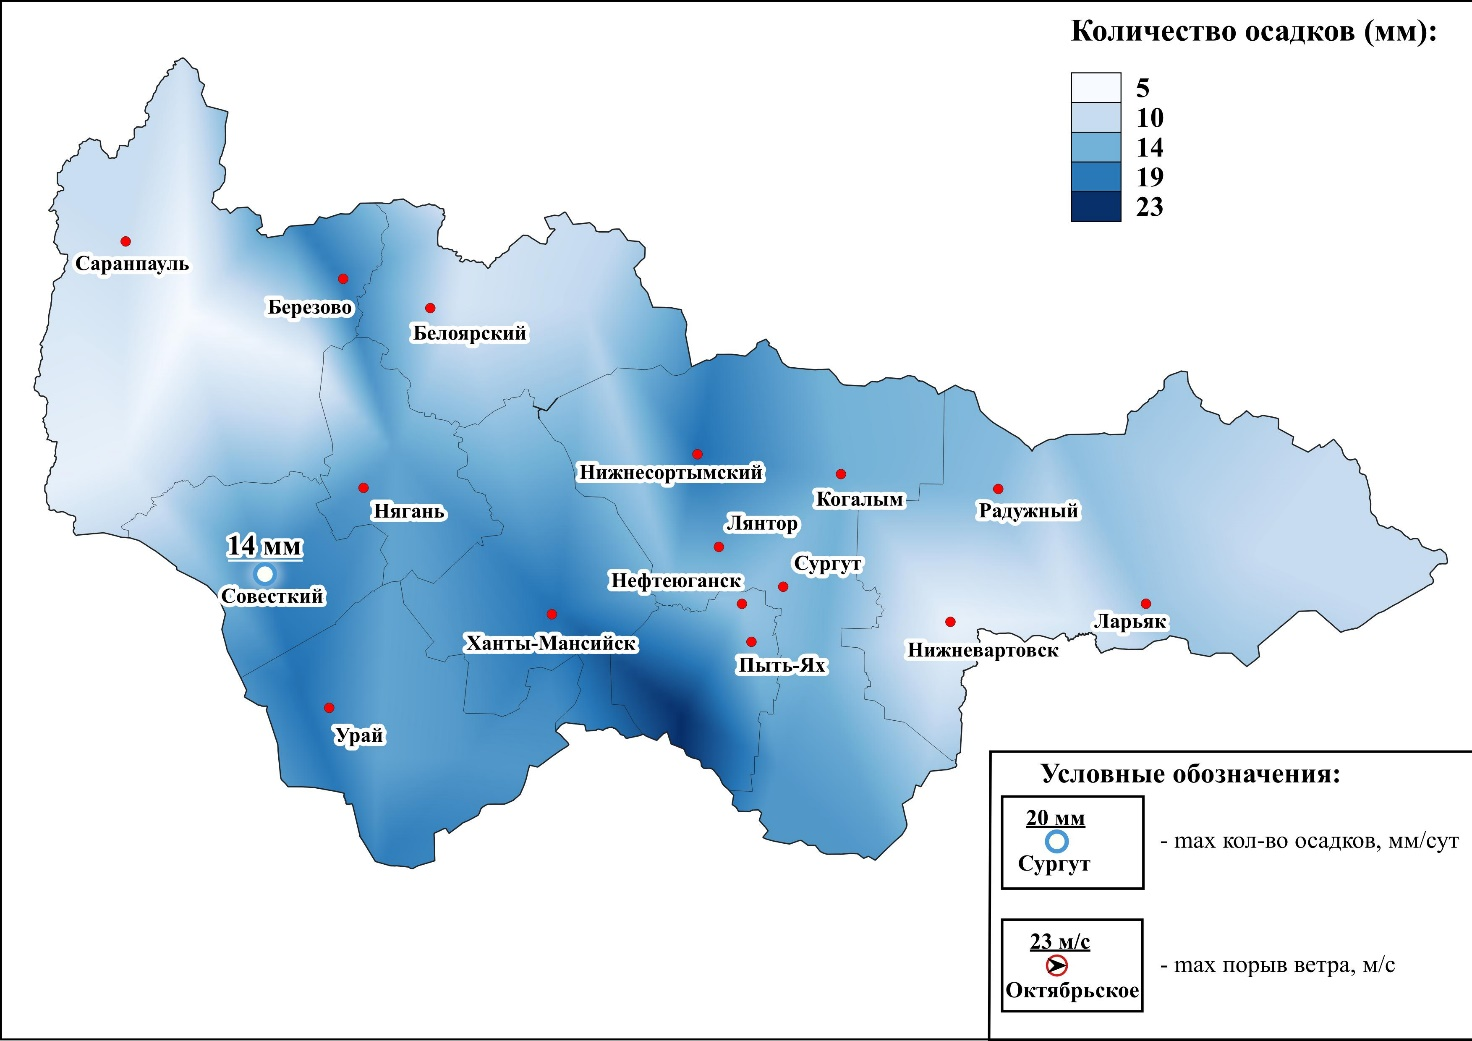 Количество осадков (мм):
5
10
14
19
23
Саранпауль
Березово
Белоярский
Нижнесортымский
Когалым
Радужный
Нягань
Лянтор
14 мм
Совесткий
Сургут
Нефтеюганск
Ларьяк
Ханты-Мансийск
Нижневартовск
Пыть-Ях
Урай
Условные обозначения:
20 мм
Сургут
- max кол-во осадков, мм/сут
23 м/с
Октябрьское
- max порыв ветра, м/с